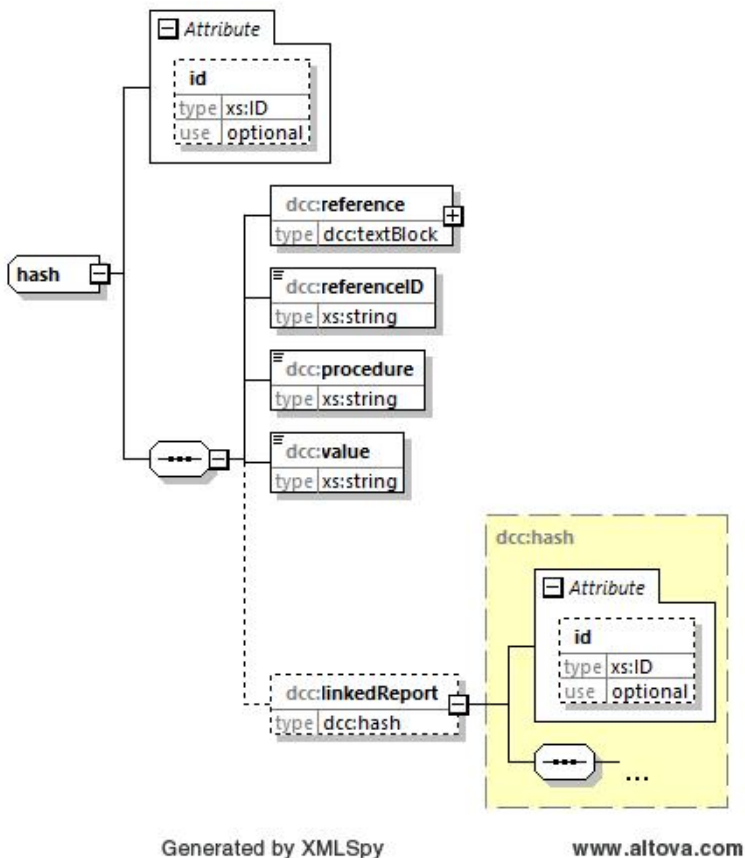 Attribute
id
type xs:ID
use optional
dcc:reference
type dcc:textBlock
hash
dcc:referenceID
type xs:string
dcc:procedure
type xs:string
dcc:value
type xs:string
dcc:hash
Attribute
id
type xs:ID
use optional
dcc:linkedReport
type dcc:hash
...
Generated by XMLSpy
www.altova.com